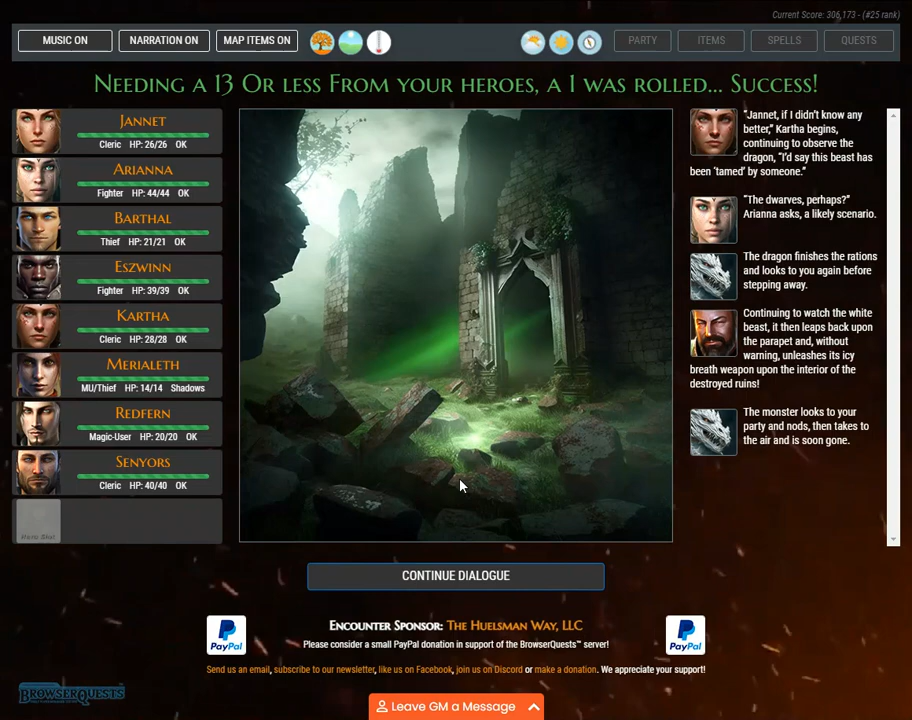 Current Score: 306,173 - (#25 rank)
MUSIC ON
NARRATION ON
MAP ITEMS ON
PARTY
ITEMS
SPELLS
QUESTS
Needing a 13 Or less From your heroes, a 1 was rolled... Success!
Jannet
Cleric HP: 26/26 OK
Arianna
Fighter HP: 44/44 OK
Barthal
Thief HP: 21/21 OK
Eszwinn
Fighter HP: 39/39 OK
Kartha
Cleric HP: 28/28 OK
Merialeth
MU/Thief HP: 14/14 Shadows
Redfern
Magic-User HP: 20/20 OK
Senyors
Cleric HP: 40/40 OK
"Jannet, if I didn't know any
better," Kartha begins,
continuing to observe the
dragon, "I'd say this beast has
been 'tamed' by someone."
"The dwarves, perhaps?"
Arianna asks, a likely scenario.
The dragon finishes the rations
and looks to you again before
stepping away.
Continuing to watch the white
beast, it then leaps back upon
the parapet and, without
warning, unleashes its icy
breath weapon upon the interior of the
destroyed ruins!
The monster looks to your
party and nods, then takes to
the air and is soon gone.
CONTINUE DIALOGUE
PayPal
Encounter Sponsor: The Huelsman Way, LLC
Please consider a small PayPal donation in support of the BrowserQuests™ server!
PayPal
Send us an email, subscribe to our newsletter, like us on Facebook, join us on Discord or make a donation. We appreciate your support!
BrowserQuests
Leave GM a Message